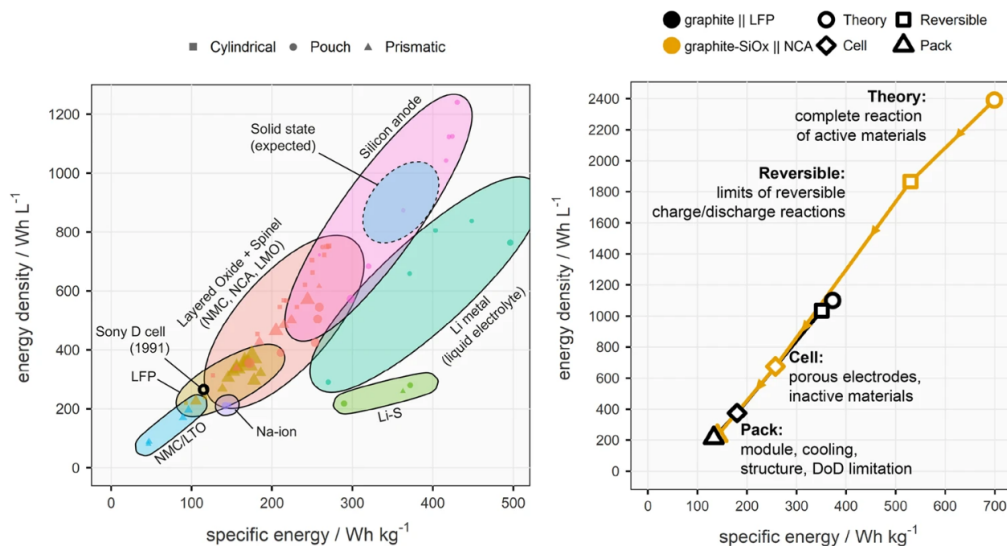 Cylindrical Pouch Prismatic
1200
1000
800
600
400
200
0
energy density / Wh L⁻¹
0 100 200 300 400 500
specific energy / Wh kg⁻¹
Solid state
(expected)
Silicon anode
Layered Oxide + Spinel
(NMC, NCA, LMO)
Sony D cell
(1991)
LFP
NMC/LTO
Na-ion
Li-S
Li metal
(liquid electrolyte)
graphite || LFP
graphite-SiOx || NCA
Theory
Reversible
Cell
Pack
2400
2200
2000
1800
1600
1400
1200
1000
800
600
400
200
0
energy density / Wh L⁻¹
0 100 200 300 400 500 600 700
specific energy / Wh kg⁻¹
Theory:
complete reaction
of active materials
Reversible:
limits of reversible
charge/discharge reactions
Cell:
porous electrodes,
inactive materials
Pack:
module, cooling,
structure, DoD limitation